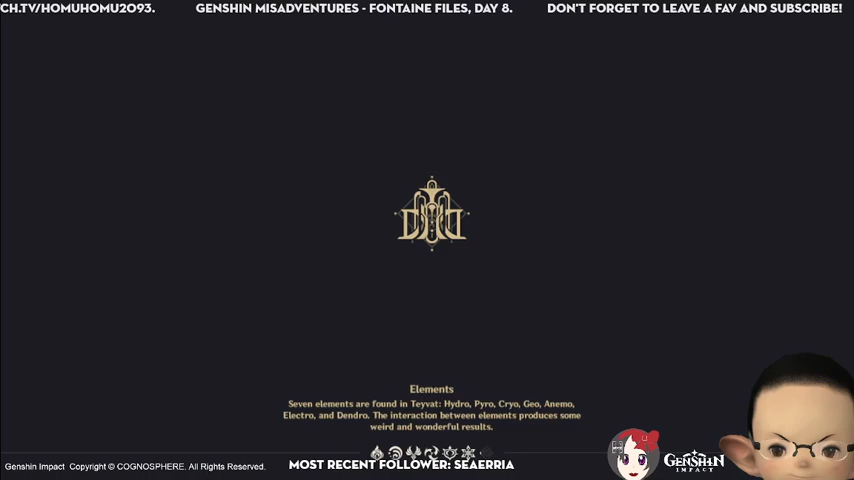 TCH.TV/HOMUHOMU2093. GENSHIN MISADVENTURES - FONTAINE FILES, DAY 8. DON'T FORGET TO LEAVE A FAV AND SUBSCRIBE!
Elements
Seven elements are found in Teyvat: Hydro, Pyro, Cryo, Geo, Anemo,
Electro, and Dendro. The interaction between elements produces some
weird and wonderful results.
Genshin Impact Copyright © COGNOSPHERE. All Rights Reserved.
MOST RECENT FOLLOWER: SEAERRIA
GENSHIN
IMPACT